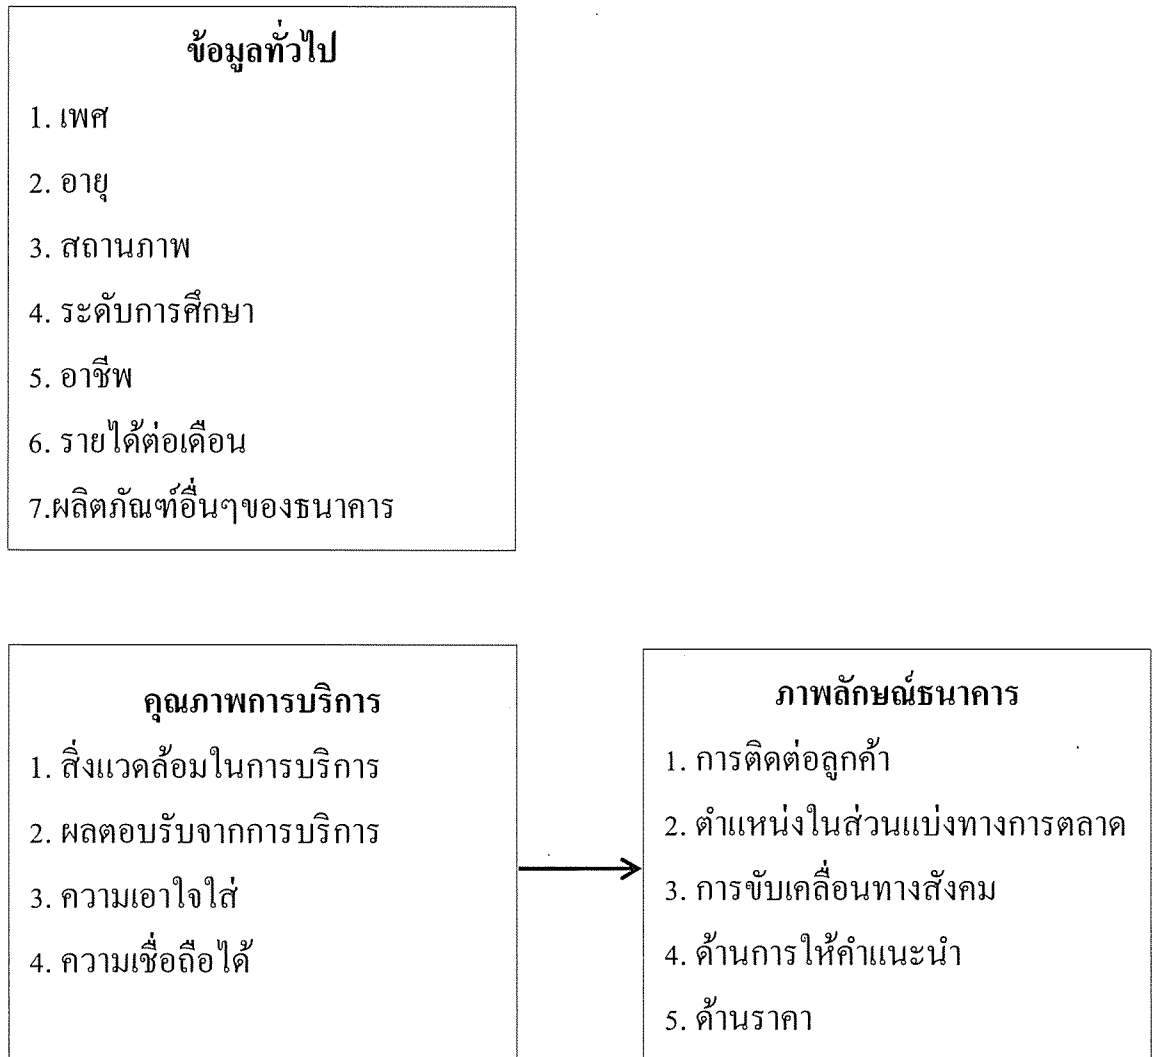 ข้อมูลทั่วไป
1. เพศ
2. อายุ
3. สถานภาพ
4. ระดับการศึกษา
5. อาชีพ
6. รายได้ต่อเดือน
7.ผลิตภัณฑ์อื่นๆของธนาคาร
คุณภาพการบริการ
1. สิ่งแวดล้อมในการบริการ
2. ผลตอบรับจากการบริการ
3. ความเอาใจใส่
4. ความเชื่อถือได้
ภาพลักษณ์ธนาคาร
1. การติดต่อลูกค้า
2. ตำแหน่งในส่วนแบ่งทางการตลาด
3. การขับเคลื่อนทางสังคม
4. ด้านการให้คำแนะนำ
5. ด้านราคา